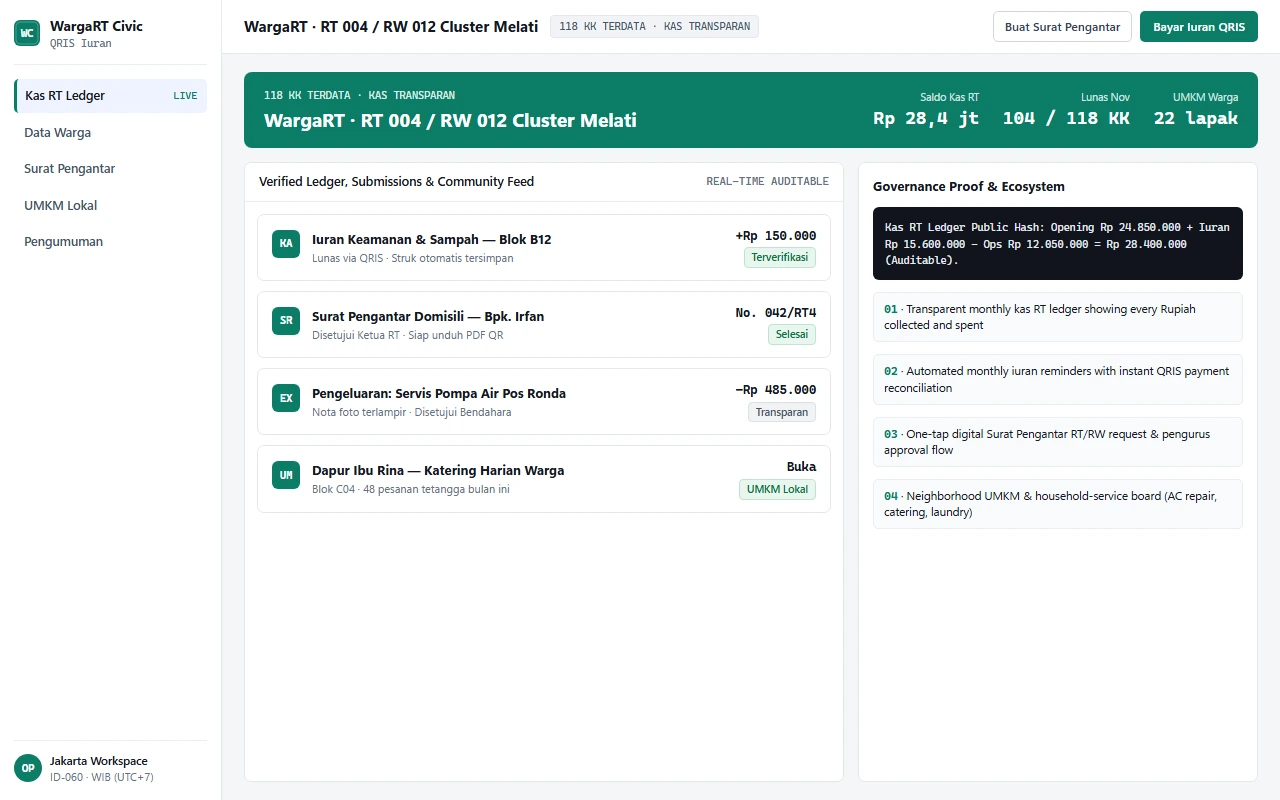 WC
WargaRT Civic
QRIS Iuran
Kas RT Ledger LIVE
Data Warga
Surat Pengantar
UMKM Lokal
Pengumuman
OP
Jakarta Workspace
ID-060 · WIB (UTC+7)
WargaRT · RT 004 / RW 012 Cluster Melati
118 KK TERDATA · KAS TRANSPARAN
Buat Surat Pengantar
Bayar Iuran QRIS
118 KK TERDATA · KAS TRANSPARAN
WargaRT · RT 004 / RW 012 Cluster Melati
Saldo Kas RT
Rp 28,4 jt
Lunas Nov
104 / 118 KK
UMKM Warga
22 lapak
Verified Ledger, Submissions & Community Feed
REAL-TIME AUDITABLE
KA
Iuran Keamanan & Sampah — Blok B12
Lunas via QRIS · Struk otomatis tersimpan
+Rp 150.000
Terverifikasi
SR
Surat Pengantar Domisili — Bpk. Irfan
Disetujui Ketua RT · Siap unduh PDF QR
No. 042/RT4
Selesai
EX
Pengeluaran: Servis Pompa Air Pos Ronda
Nota foto terlampir · Disetujui Bendahara
−Rp 485.000
Transparan
UM
Dapur Ibu Rina — Katering Harian Warga
Blok C04 · 48 pesanan tetangga bulan ini
Buka
UMKM Lokal
Governance Proof & Ecosystem
Kas RT Ledger Public Hash: Opening Rp 24.850.000 + Iuran
Rp 15.600.000 − Ops Rp 12.050.000 = Rp 28.400.000
(Auditable).
01 · Transparent monthly kas RT ledger showing every Rupiah
collected and spent
02 · Automated monthly iuran reminders with instant QRIS payment
reconciliation
03 · One-tap digital Surat Pengantar RT/RW request & pengurus
approval flow
04 · Neighborhood UMKM & household-service board (AC repair,
catering, laundry)